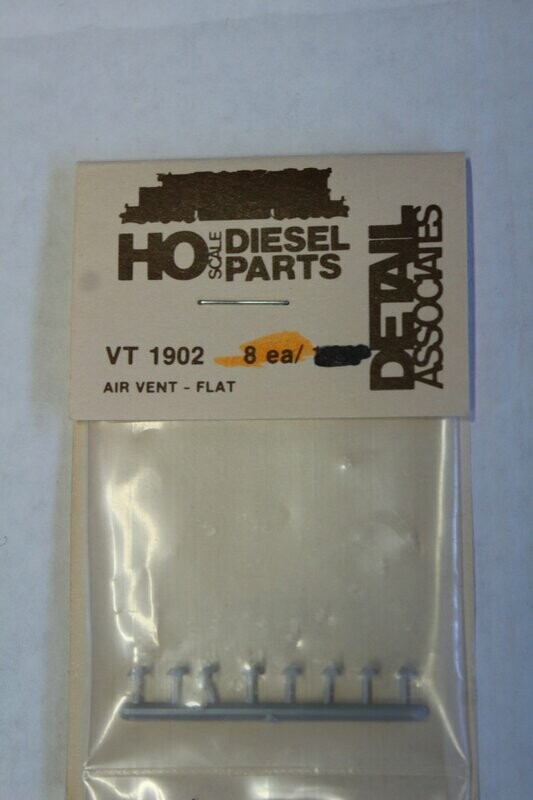 HO SCALE DIESEL PARTS
DETAIL ASSOCIATES
VT 1902 8 ea/
AIR VENT - FLAT